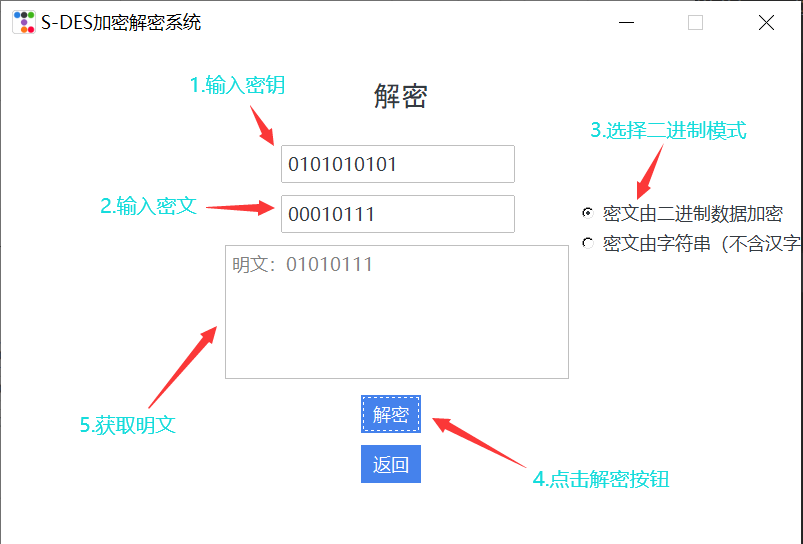 S-DES加密解密系统
1.输入密钥
解密
3.选择二进制模式
0101010101
2.输入密文
00010111
密文由二进制数据加密
密文由字符串（不含汉字
明文：01010111
5.获取明文
解密
返回
4.点击解密按钮